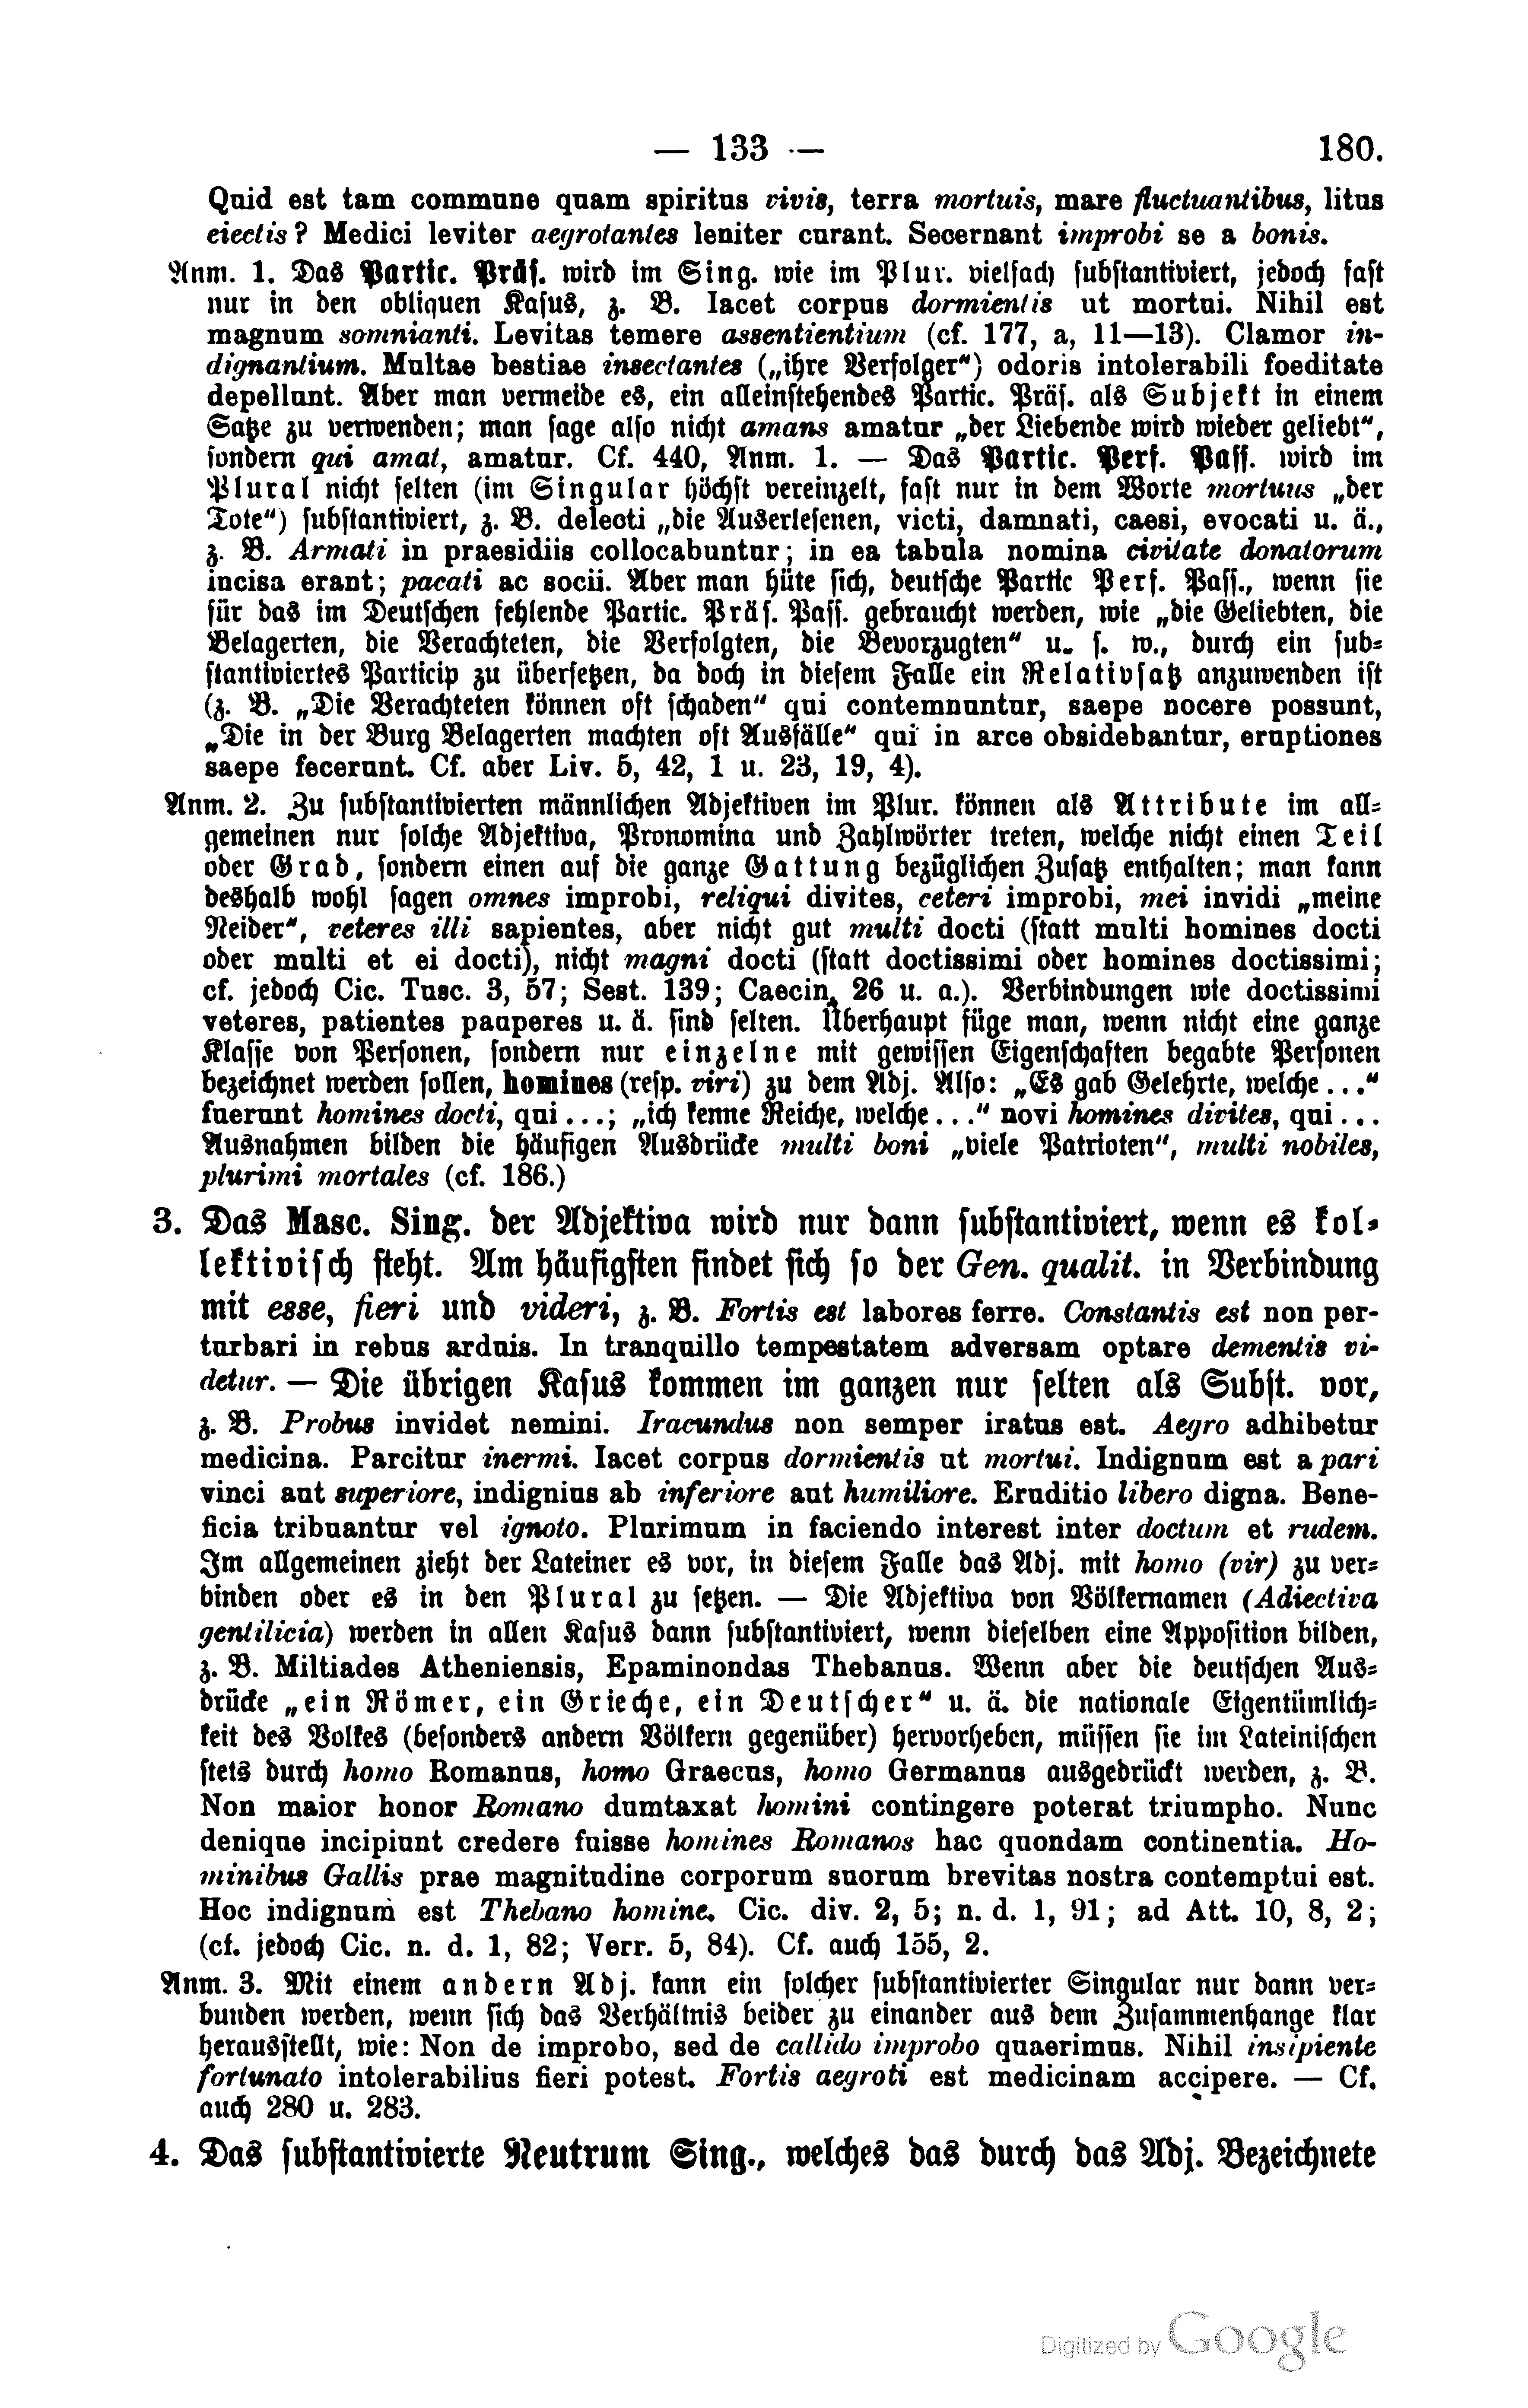 — 133 —
180.
Quid est tam commune quam spiritus vivis, terra mortuis, mare fluctuantibus, litus
eiectis? Medici leviter aegrotantes leniter curant. Secernant improbi se a bonis.
Anm. 1. Das Partic. Präs. wird im Sing. wie im Plur. vielfach substantiviert, jedoch fast
nur in den obliquen Kasus, z. B. Iacet corpus dormientis ut mortui. Nihil est
magnum somnianti. Levitas temere assentientium (cf. 177, a, 11—13). Clamor in-
dignantium. Multae bestiae insectantes („ihre Verfolger“) odoris intolerabili foeditate
depellunt. Aber man vermeide es, ein alleinstehendes Partic. Präs. als Subjekt in einem
Satze zu verwenden; man sage also nicht amans amatur „der Liebende wird wieder geliebt“,
sondern qui amat, amatur. Cf. 440, Anm. 1. — Das Partic. Perf. Pass. wird im
Plural nicht selten (im Singular höchst vereinzelt, fast nur in dem Worte mortuus „der
Tote“) substantiviert, z. B. delecti „die Auserlesenen, victi, damnati, caesi, evocati u. ä.,
z. B. Armati in praesidiis collocabuntur; in ea tabula nomina civitate donatorum
incisa erant; pacati ac socii. Aber man hüte sich, deutsche Partic Perf. Pass., wenn sie
für das im Deutschen fehlende Partic. Präs. Pass. gebraucht werden, wie „die Geliebten, die
Belagerten, die Verachteten, die Verfolgten, die Bevorzugten“ u. s. w., durch ein sub-
stantiviertes Particip zu übersetzen, da doch in diesem Falle ein Relativsatz anzuwenden ist
(z. B. „Die Verachteten können oft schaden“ qui contemnuntur, saepe nocere possunt,
„Die in der Burg Belagerten machten oft Ausfälle“ qui in arce obsidebantur, eruptiones
saepe fecerunt. Cf. aber Liv. 5, 42, 1 u. 23, 19, 4).
Anm. 2. Zu substantivierten männlichen Adjektiven im Plur. können als Attribute im all-
gemeinen nur solche Adjektiva, Pronomina und Zahlwörter treten, welche nicht einen Teil
oder Grad, sondern einen auf die ganze Gattung bezüglichen Zusatz enthalten; man kann
deshalb wohl sagen omnes improbi, reliqui divites, ceteri improbi, mei invidi „meine
Neider“, veteres illi sapientes, aber nicht gut multi docti (statt multi homines docti
oder multi et ei docti), nicht magni docti (statt doctissimi oder homines doctissimi;
cf. jedoch Cic. Tusc. 3, 57; Sest. 139; Caecin. 26 u. a.). Verbindungen wie doctissimi
veteres, patientes pauperes u. ä. sind selten. Überhaupt füge man, wenn nicht eine ganze
Klasse von Personen, sondern nur einzelne mit gewissen Eigenschaften begabte Personen
bezeichnet werden sollen, homines (resp. viri) zu dem Adj. Also: „Es gab Gelehrte, welche...“
fuerunt homines docti, qui...; „ich kenne Reiche, welche...“ novi homines divites, qui...
Ausnahmen bilden die häufigen Ausdrücke multi boni „viele Patrioten“, multi nobiles,
plurimi mortales (cf. 186.)
3. Das Masc. Sing. der Adjektiva wird nur dann substantiviert, wenn es kol-
lektivisch steht. Am häufigsten findet sich so der Gen. qualit. in Verbindung
mit esse, fieri und videri, z. B. Fortis est labores ferre. Constantis est non per-
turbari in rebus arduis. In tranquillo tempestatem adversam optare dementis vi-
detur. — Die übrigen Kasus kommen im ganzen nur selten als Subst. vor,
z. B. Probus invidet nemini. Iracundus non semper iratus est. Aegro adhibetur
medicina. Parcitur inermi. Iacet corpus dormientis ut mortui. Indignum est a pari
vinci aut superiore, indignius ab inferiore aut humiliore. Eruditio libero digna. Bene-
ficia tribuantur vel ignoto. Plurimum in faciendo interest inter doctum et rudem.
Im allgemeinen zieht der Lateiner es vor, in diesem Falle das Adj. mit homo (vir) zu ver-
binden oder es in den Plural zu setzen. — Die Adjektiva von Völkernamen (Adiectiva
gentilicia) werden in allen Kasus dann substantiviert, wenn dieselben eine Apposition bilden,
z. B. Miltiades Atheniensis, Epaminondas Thebanus. Wenn aber die deutschen Aus-
drücke „ein Römer, ein Grieche, ein Deutscher“ u. ä. die nationale Eigentümlich-
keit des Volkes (besonders andern Völkern gegenüber) hervorheben, müssen sie im Lateinischen
stets durch homo Romanus, homo Graecus, homo Germanus ausgedrückt werden, z. B.
Non maior honor Romano dumtaxat homini contingere poterat triumpho. Nunc
denique incipiunt credere fuisse homines Romanos hac quondam continentia. Ho-
minibus Gallis prae magnitudine corporum suorum brevitas nostra contemptui est.
Hoc indignum est Thebano homine. Cic. div. 2, 5; n. d. 1, 91; ad Att. 10, 8, 2;
(cf. jedoch Cic. n. d. 1, 82; Verr. 5, 84). Cf. auch 155, 2.
Anm. 3. Mit einem andern Adj. kann ein solcher substantivierter Singular nur dann ver-
bunden werden, wenn sich das Verhältnis beider zu einander aus dem Zusammenhange klar
herausstellt, wie: Non de improbo, sed de callido improbo quaerimus. Nihil insipiente
fortunato intolerabilius fieri potest. Fortis aegroti est medicinam accipere. — Cf.
auch 280 u. 283.
4. Das substantivierte Neutrum Sing., welches das durch das Adj. Bezeichnete
Digitized by Google